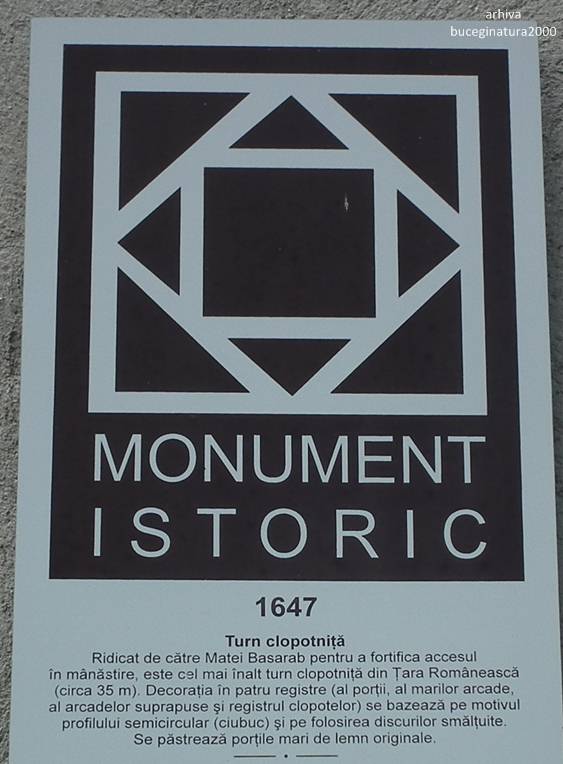 arhiva
buceginatura2000
MONUMENT
ISTORIC
1647
Turn clopotniță
Ridicat de către Matei Basarab pentru a fortifica accesul
în mănăstire, este cel mai înalt turn clopotniță din Țara Românească
(circa 35 m). Decorația în patru registre (al porții, al marilor arcade,
al arcadelor suprapuse şi registrul clopotelor) se bazează pe motivul
profilului semicircular (ciubuc) şi pe folosirea discurilor smălțuite.
Se păstrează porțile mari de lemn originale.